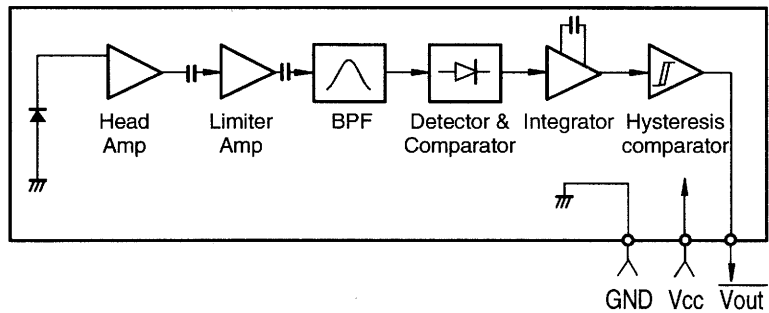 Head
Amp
Limiter
Amp
BPF
Detector &
Comparator
Integrator
Hysteresis
comparator
GND
Vcc
Vout